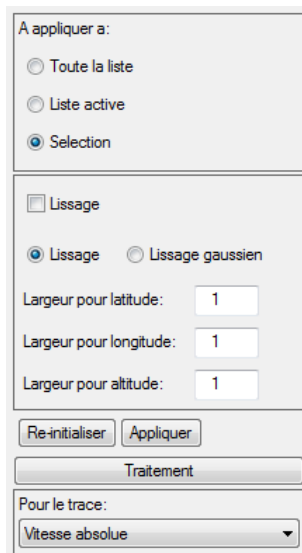 A appliquer a:
Toute la liste
Liste active
Selection
Lissage
Lissage Lissage gaussien
Largeur pour latitude: 1
Largeur pour longitude: 1
Largeur pour altitude: 1
Re-initialiser Appliquer
Traitement
Pour le trace:
Vitesse absolue